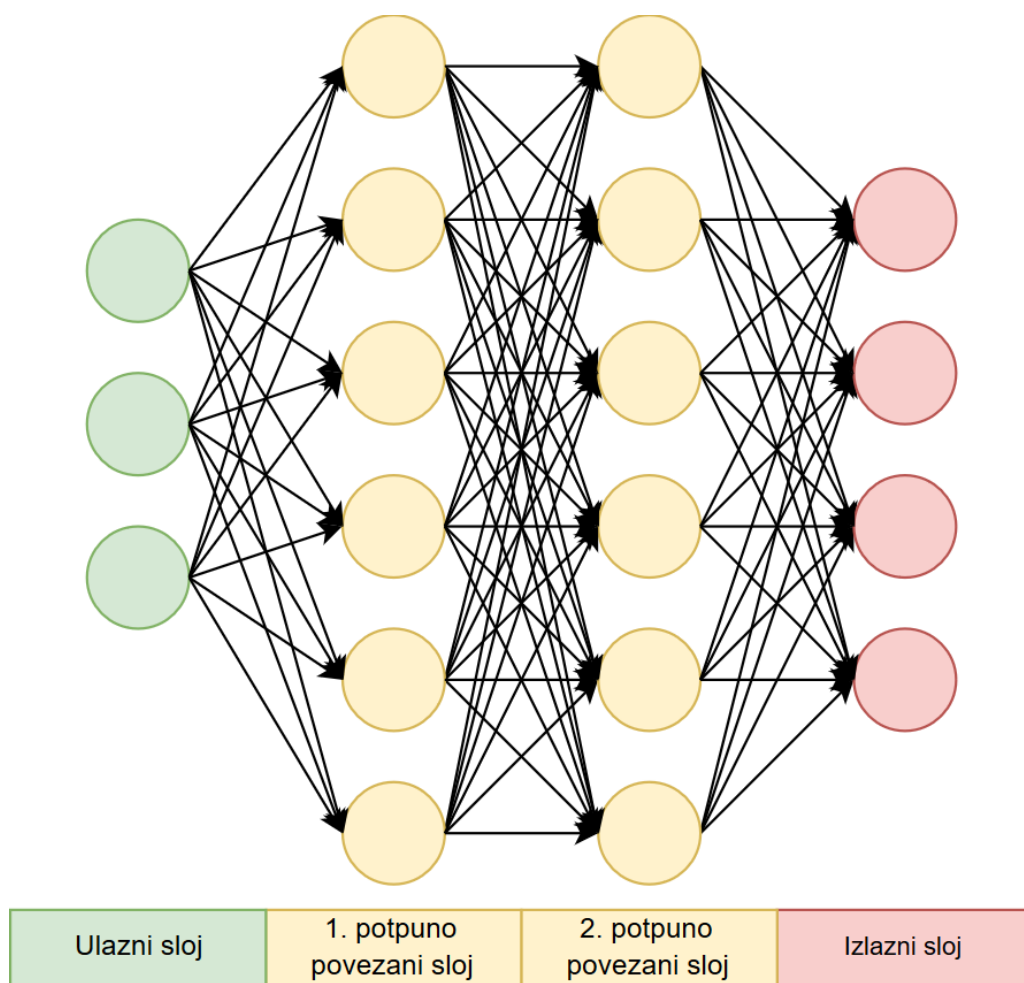 Ulazni sloj
1. potpuno
povezani sloj
2. potpuno
povezani sloj
Izlazni sloj